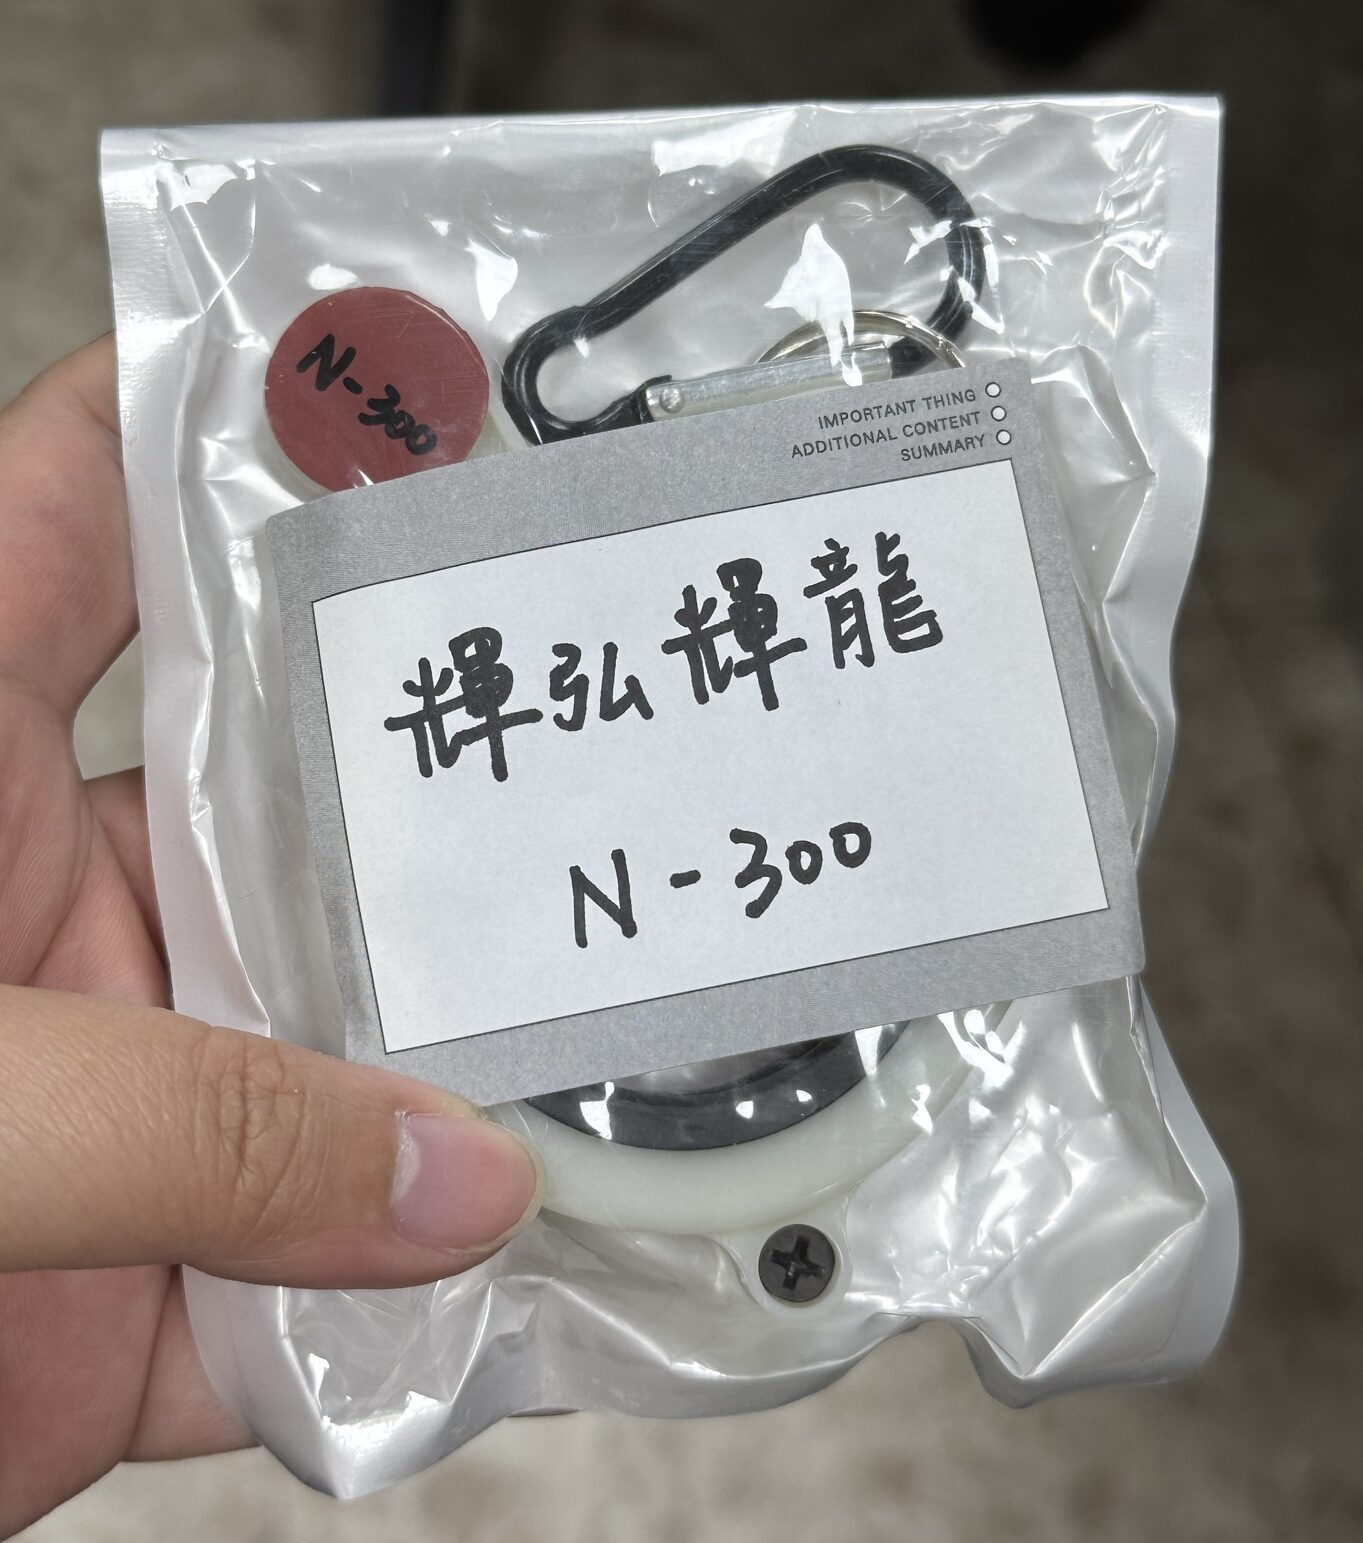 N-300
IMPORTANT THING
ADDITIONAL CONTENT
SUMMARY
輝弘輝龍
N-300